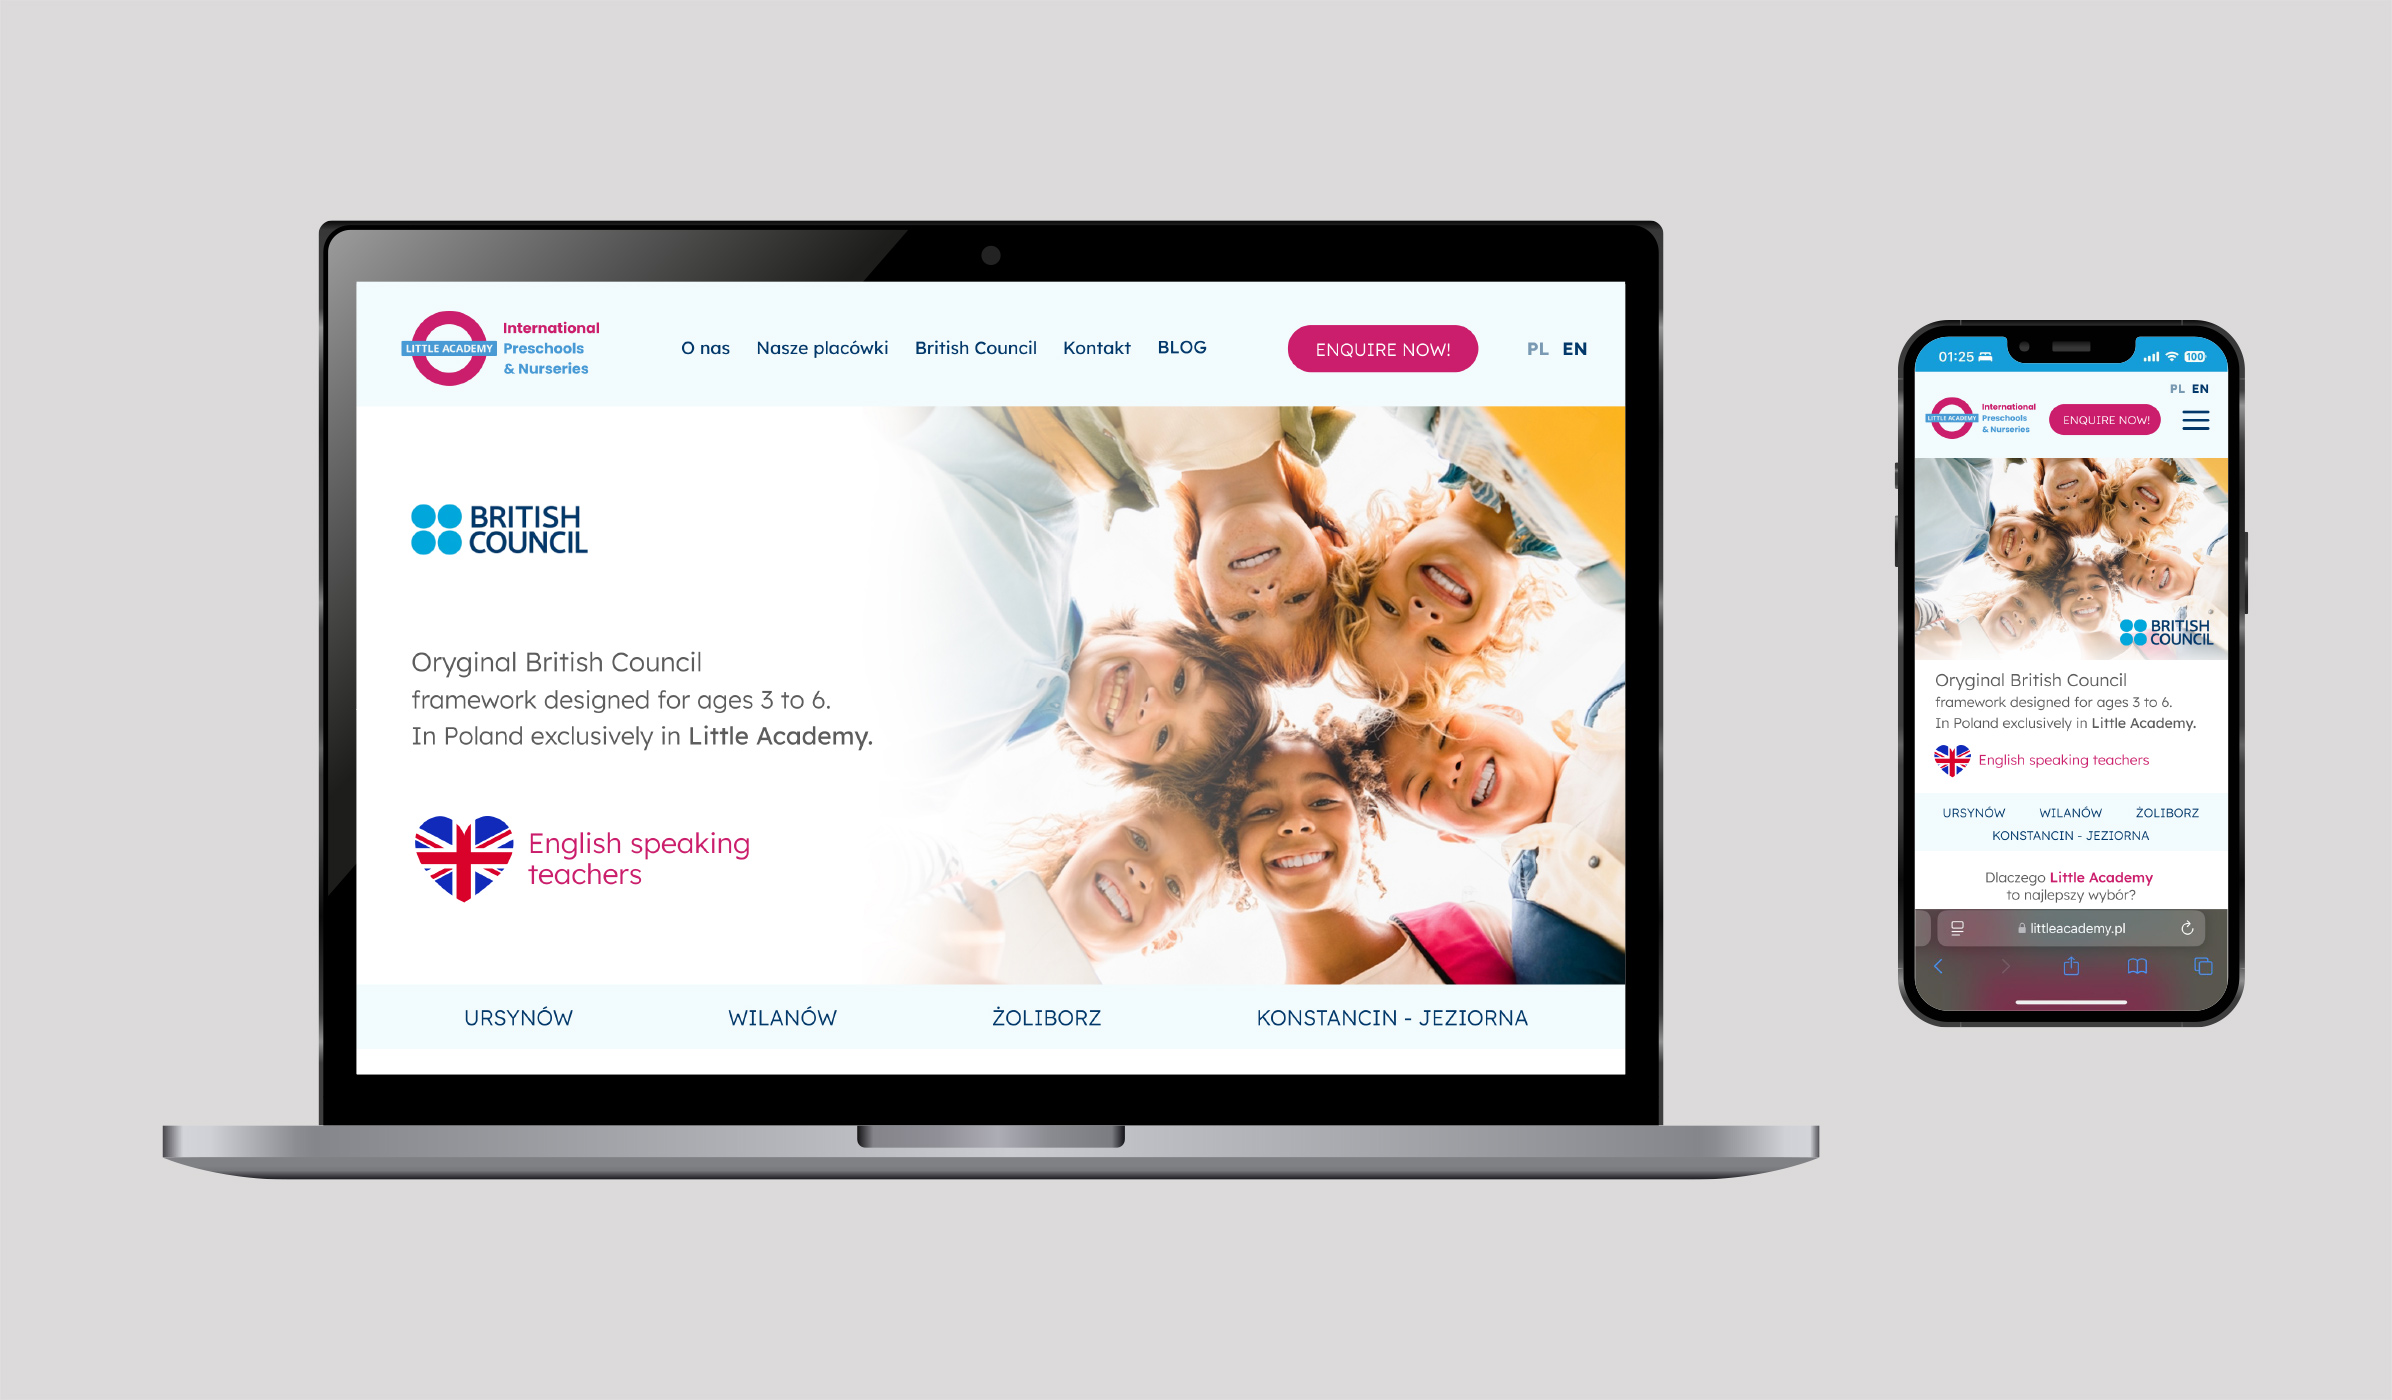 LITTLE ACADEMY
International
Preschools
& Nurseries
O nas Nasze placówki British Council Kontakt BLOG
ENQUIRE NOW!
PL EN
BRITISH
COUNCIL
Oryginal British Council
framework designed for ages 3 to 6.
In Poland exclusively in Little Academy.
English speaking
teachers
URSYNÓW WILANÓW ŻOLIBORZ KONSTANCIN - JEZIORNA
01:25 100
PL EN
LITTLE ACADEMY
International
Preschools
& Nurseries
ENQUIRE NOW!
BRITISH
COUNCIL
Oryginal British Council
framework designed for ages 3 to 6.
In Poland exclusively in Little Academy.
English speaking teachers
URSYNÓW WILANÓW ŻOLIBORZ
KONSTANCIN - JEZIORNA
Dlaczego Little Academy
to najlepszy wybór?
littleacademy.pl